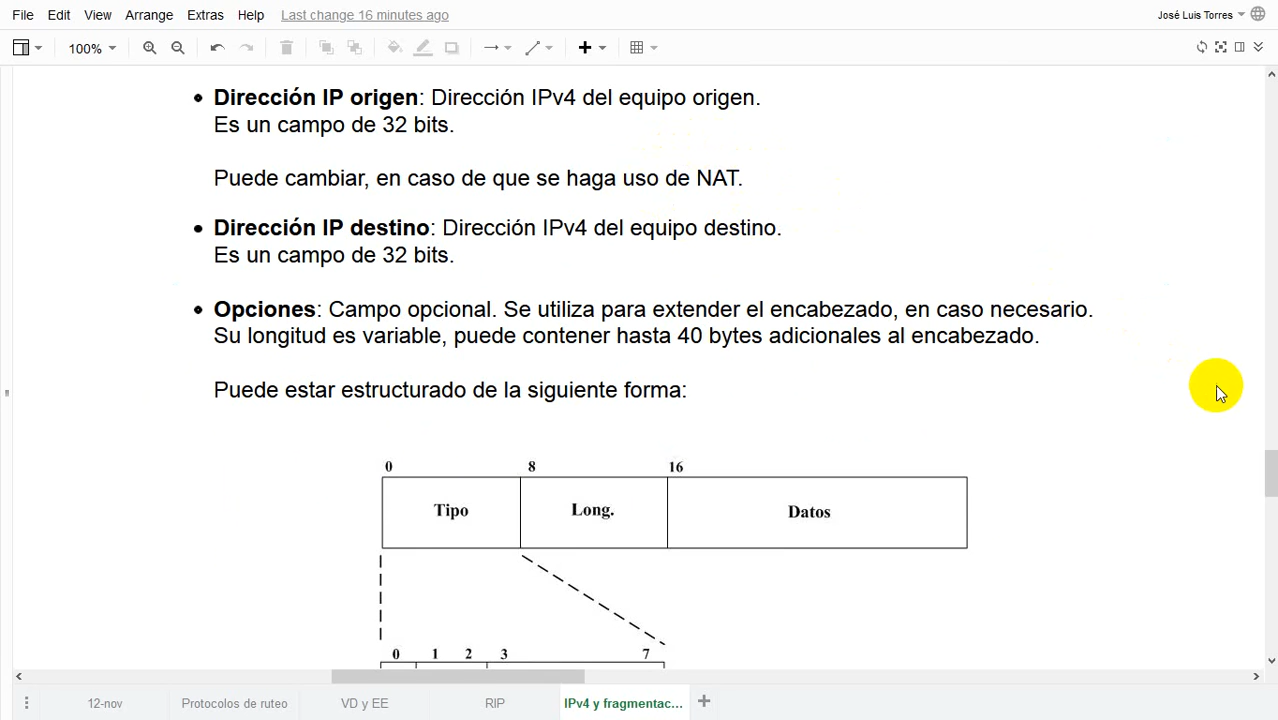 File Edit View Arrange Extras Help Last change 16 minutes ago José Luis Torres
100%
Dirección IP origen: Dirección IPv4 del equipo origen.
Es un campo de 32 bits.
Puede cambiar, en caso de que se haga uso de NAT.
Dirección IP destino: Dirección IPv4 del equipo destino.
Es un campo de 32 bits.
Opciones: Campo opcional. Se utiliza para extender el encabezado, en caso necesario.
Su longitud es variable, puede contener hasta 40 bytes adicionales al encabezado.
Puede estar estructurado de la siguiente forma:
0 8 16
Tipo Long. Datos
0 1 2 3 7
12-nov Protocolos de ruteo VD y EE RIP IPv4 y fragmentac...